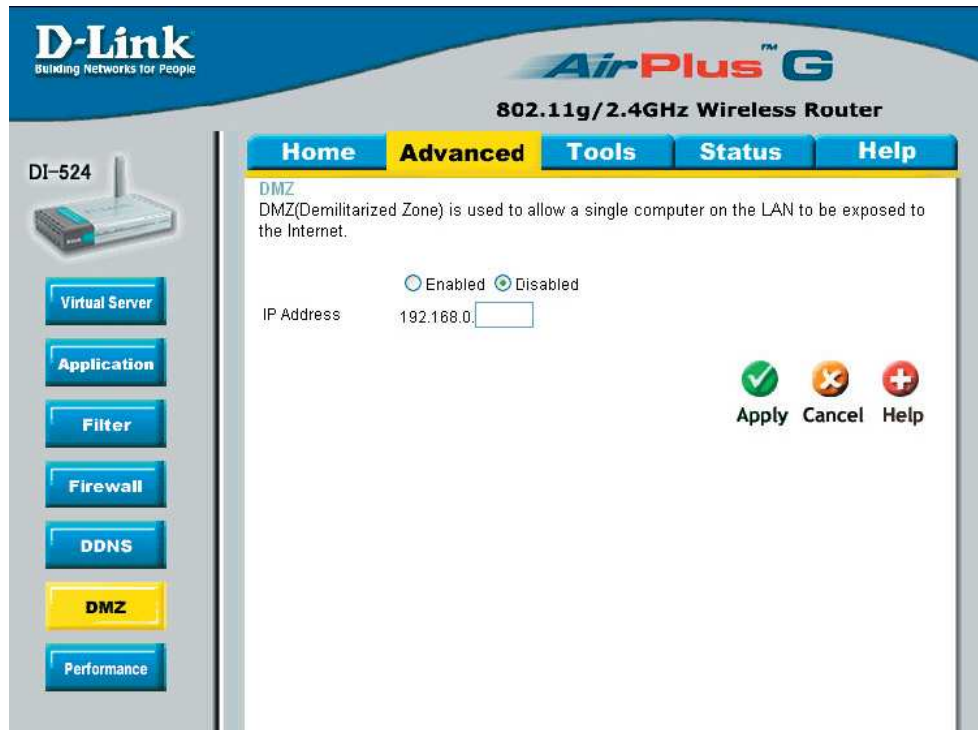 D-Link
Building Networks for People
AirPlus™G
802.11g/2.4GHz Wireless Router
DI-524
Home Advanced Tools Status Help
DMZ
DMZ(Demilitarized Zone) is used to allow a single computer on the LAN to be exposed to
the Internet.
Enabled Disabled
IP Address 192.168.0.
Apply Cancel Help
Virtual Server
Application
Filter
Firewall
DDNS
DMZ
Performance